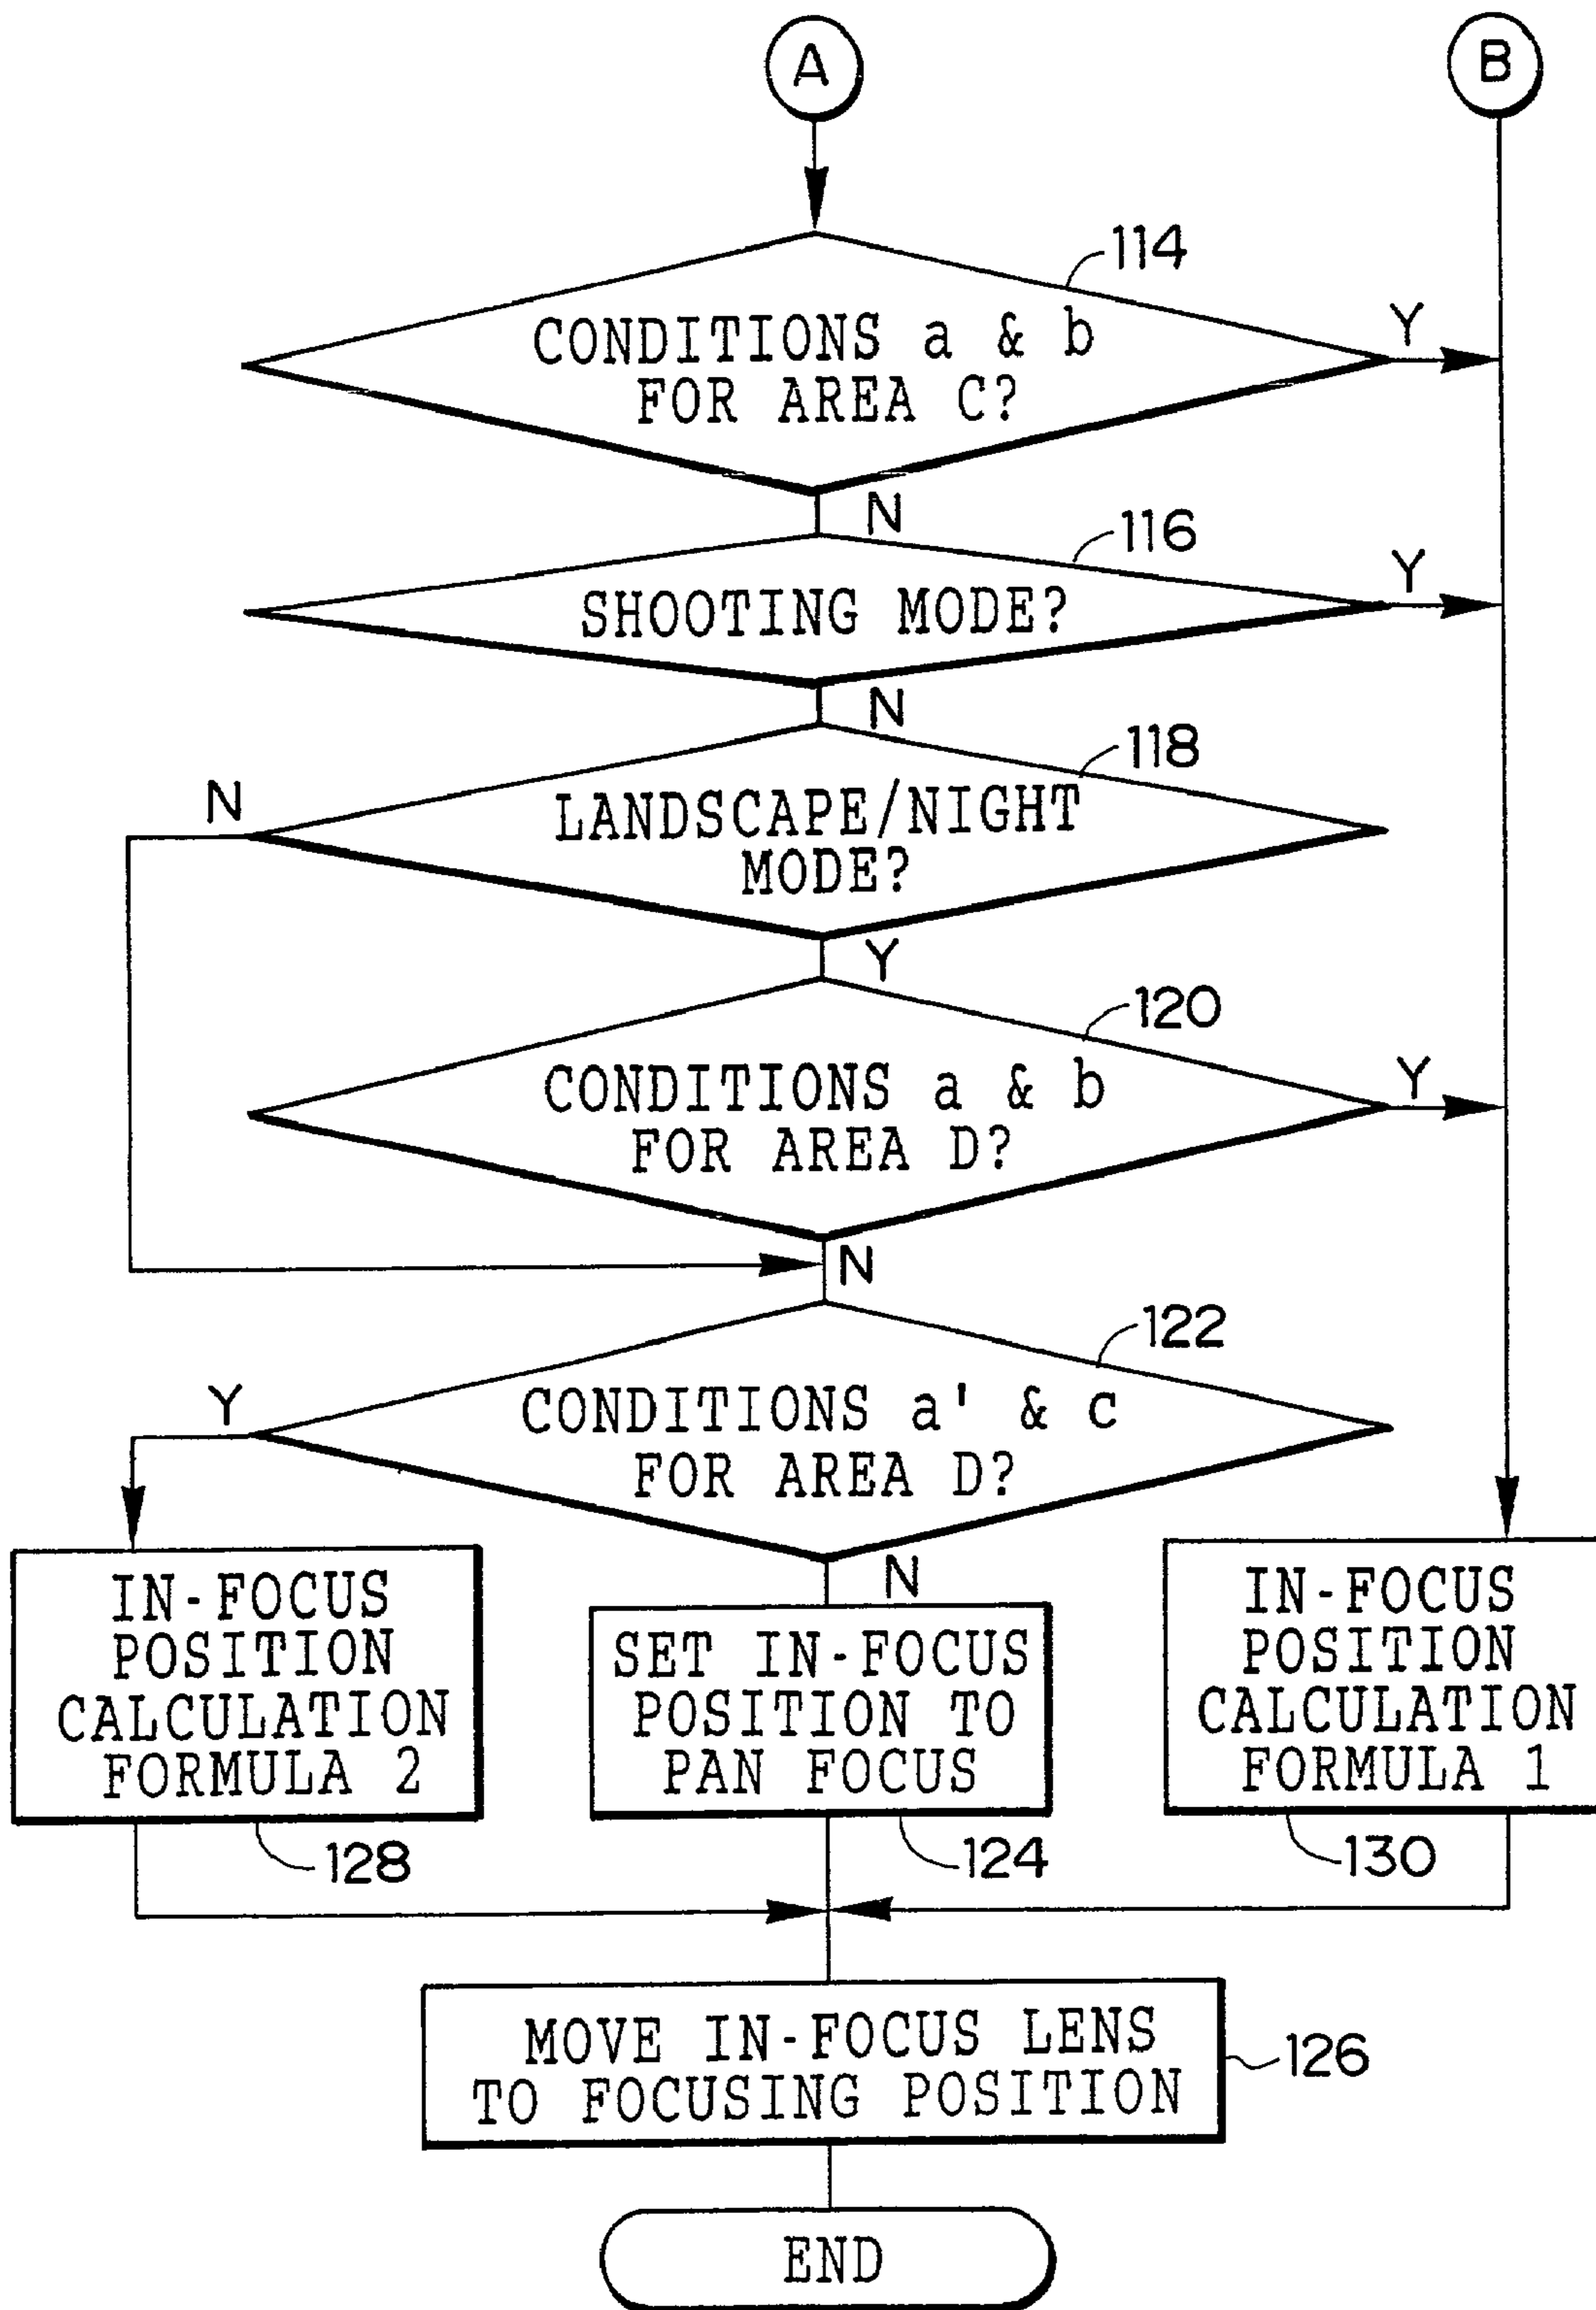 A
B
114
CONDITIONS a & b
FOR AREA C?
Y
N
116
SHOOTING MODE?
Y
N
118
N
LANDSCAPE/NIGHT
MODE?
Y
120
CONDITIONS a & b
FOR AREA D?
Y
N
122
Y
CONDITIONS a' & c
FOR AREA D?
N
IN-FOCUS
POSITION
CALCULATION
FORMULA 2
128
SET IN-FOCUS
POSITION TO
PAN FOCUS
124
IN-FOCUS
POSITION
CALCULATION
FORMULA 1
130
MOVE IN-FOCUS LENS
TO FOCUSING POSITION
126
END